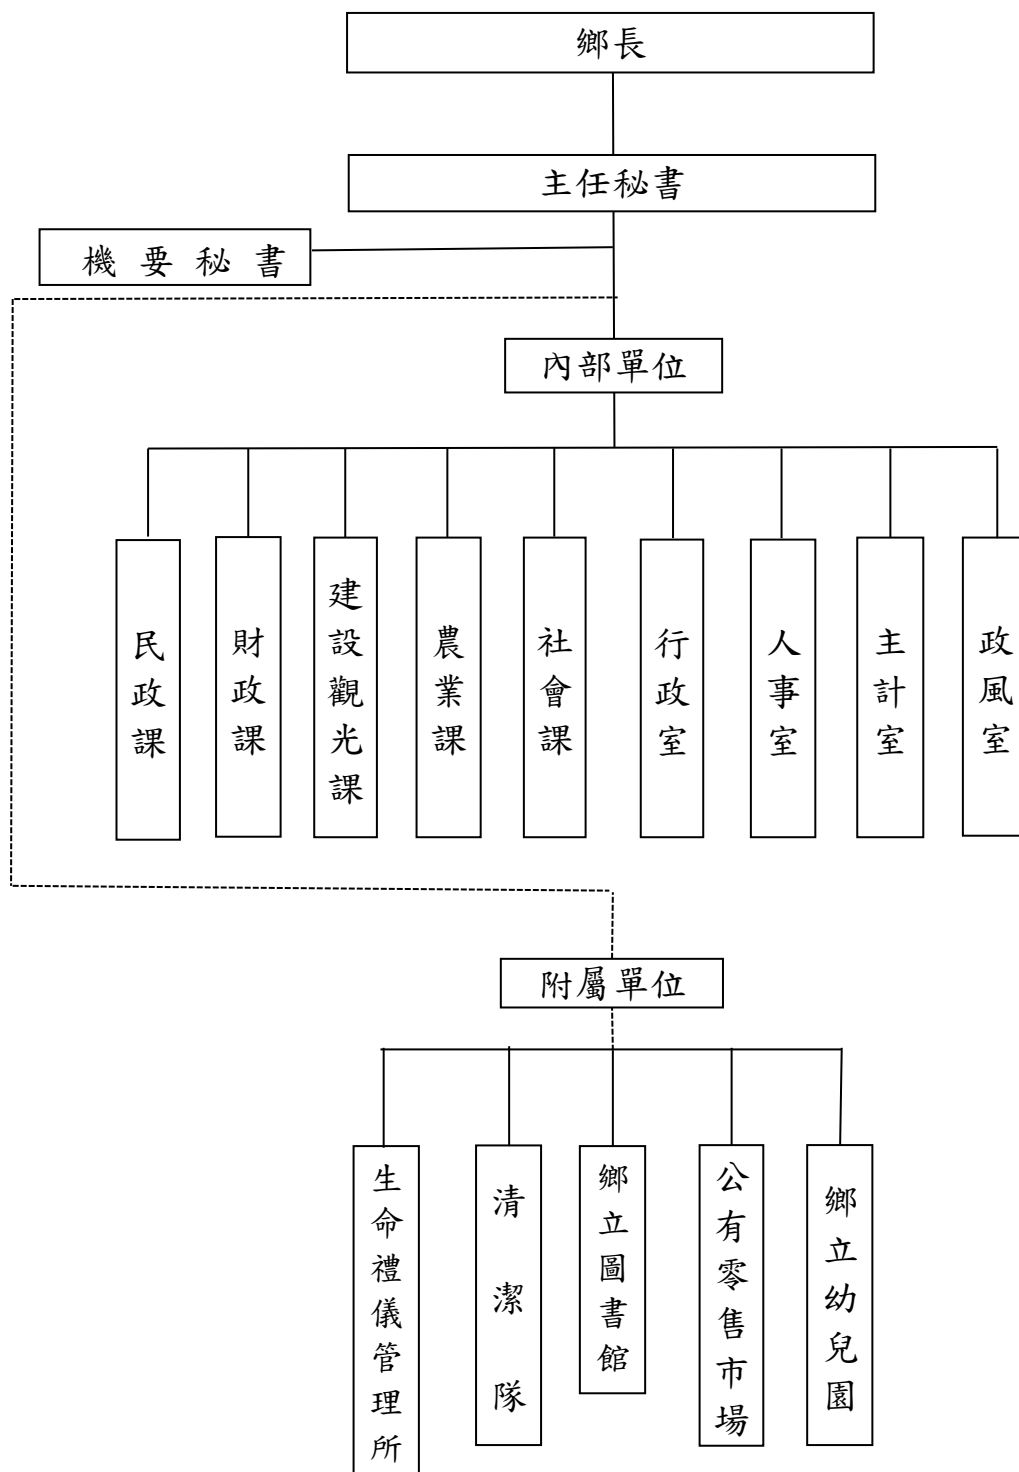 鄉長
主任秘書
機要秘書
內部單位
民政課
財政課
建設觀光課
農業課
社會課
行政室
人事室
主計室
政風室
附屬單位
生命禮儀管理所
清潔隊
鄉立圖書館
公有零售市場
鄉立幼兒園